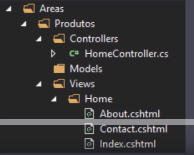 Areas
Produtos
Controllers
C# HomeController.cs
Models
Views
Home
About.cshtml
Contact.cshtml
Index.cshtml